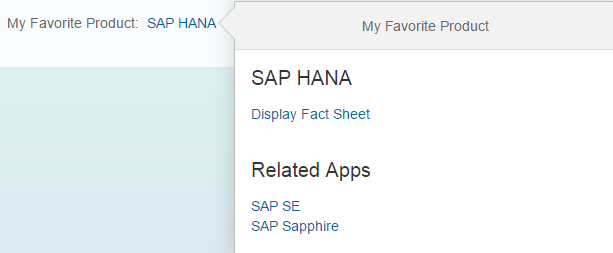 My Favorite Product: SAP HANA
My Favorite Product
SAP HANA
Display Fact Sheet
Related Apps
SAP SE
SAP Sapphire